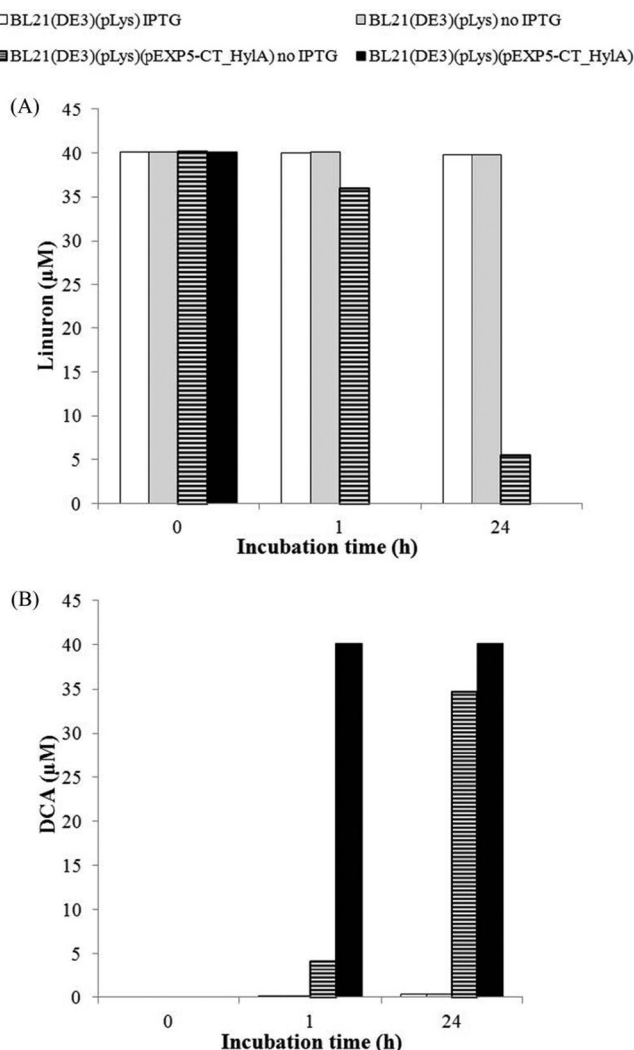 BL21(DE3)(pLys) IPTG
BL21(DE3)(pLys) no IPTG
BL21(DE3)(pLys)(pEXP5-CT_HylA) no IPTG
BL21(DE3)(pLys)(pEXP5-CT_HylA)
(A)
45
40
35
30
25
20
15
10
5
0
Linuron (µM)
0 1 24
Incubation time (h)
(B)
45
40
35
30
25
20
15
10
5
0
DCA (µM)
0 1 24
Incubation time (h)